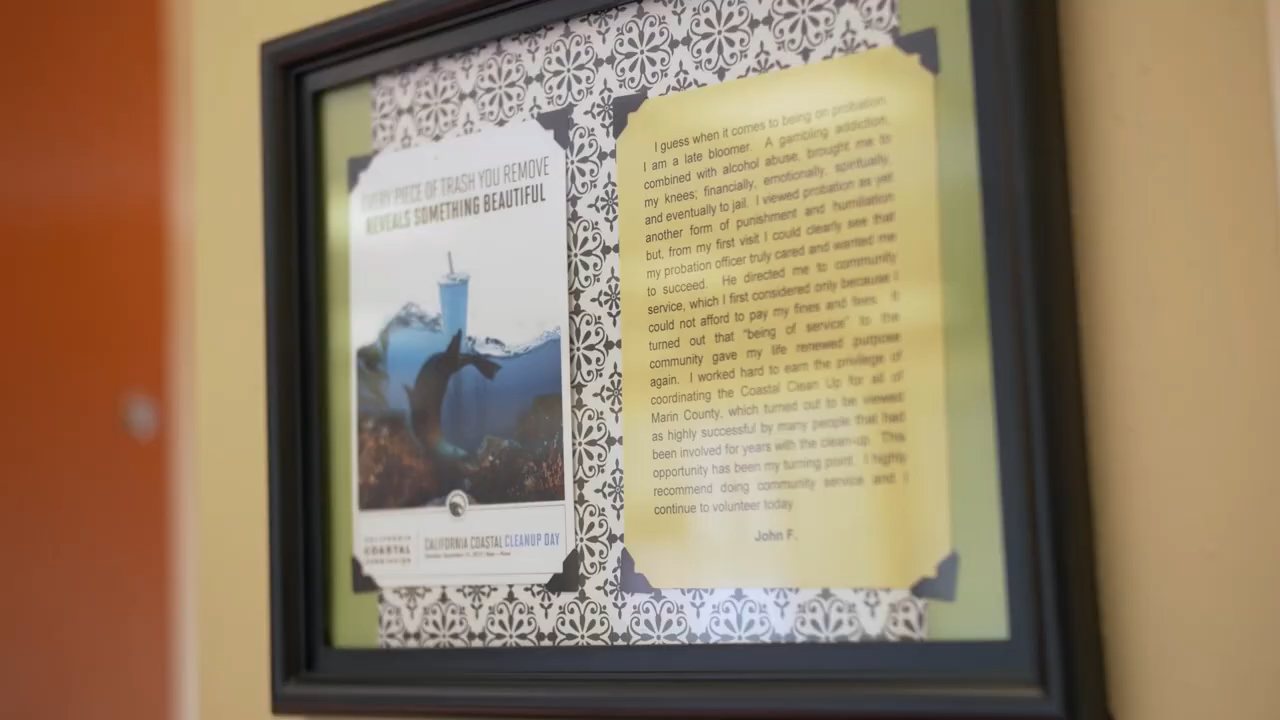 EVERY PIECE OF TRASH YOU REMOVE
REVEALS SOMETHING BEAUTIFUL
CALIFORNIA
COASTAL
COMMISSION
CALIFORNIA COASTAL CLEANUP DAY
I guess when it comes to being on probation
I am a late bloomer. A gambling addiction,
combined with alcohol abuse, brought me to
my knees; financially, emotionally, spiritually,
and eventually to jail. I viewed probation as yet
another form of punishment and humiliation
but, from my first visit I could clearly see that
my probation officer truly cared and wanted me
to succeed. He directed me to community
service, which I first considered only because I
could not afford to pay my fines and fees. It
turned out that "being of service" to the
community gave my life renewed purpose
again. I worked hard to earn the privilege of
coordinating the Coastal Clean Up for all of
Marin County, which turned out to be viewed
as highly successful by many people that had
been involved for years with the clean-up. This
opportunity has been my turning point. I highly
recommend doing community service and I
continue to volunteer today.
John F.